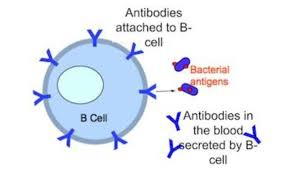 Antibodies
attached to B-
cell
Bacterial
antigens
B Cell
Antibodies in
the blood
secreted by B-
cell